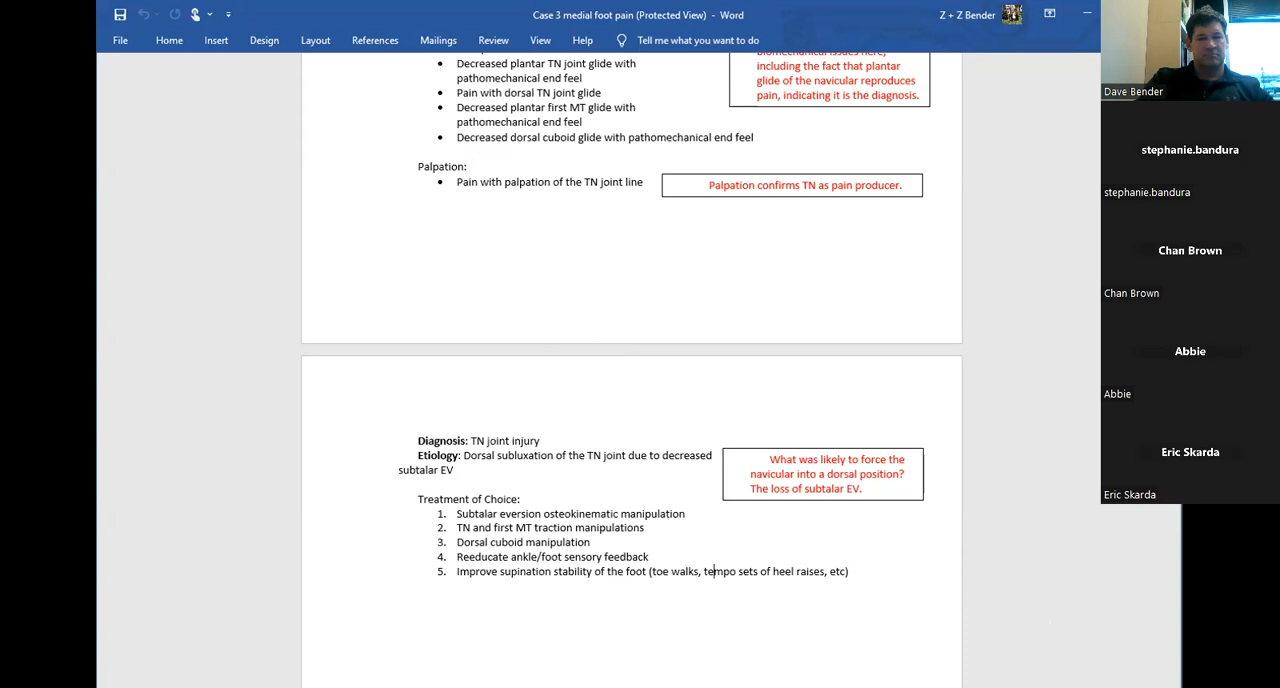 Case 3 medial foot pain (Protected View) - Word
Z + Z Bender
File Home Insert Design Layout References Mailings Review View Help Tell me what you want to do
biomechanical issues here,
including the fact that plantar
glide of the navicular reproduces
pain, indicating it is the diagnosis.
• Decreased plantar TN joint glide with
pathomechanical end feel
• Pain with dorsal TN joint glide
• Decreased plantar first MT glide with
pathomechanical end feel
• Decreased dorsal cuboid glide with pathomechanical end feel
Palpation:
• Pain with palpation of the TN joint line
Palpation confirms TN as pain producer.
Diagnosis: TN joint injury
Etiology: Dorsal subluxation of the TN joint due to decreased
subtalar EV
What was likely to force the
navicular into a dorsal position?
The loss of subtalar EV.
Treatment of Choice:
1. Subtalar eversion osteokinematic manipulation
2. TN and first MT traction manipulations
3. Dorsal cuboid manipulation
4. Reeducate ankle/foot sensory feedback
5. Improve supination stability of the foot (toe walks, tempo sets of heel raises, etc)
Dave Bender
stephanie.bandura
stephanie.bandura
Chan Brown
Chan Brown
Abbie
Abbie
Eric Skarda
Eric Skarda